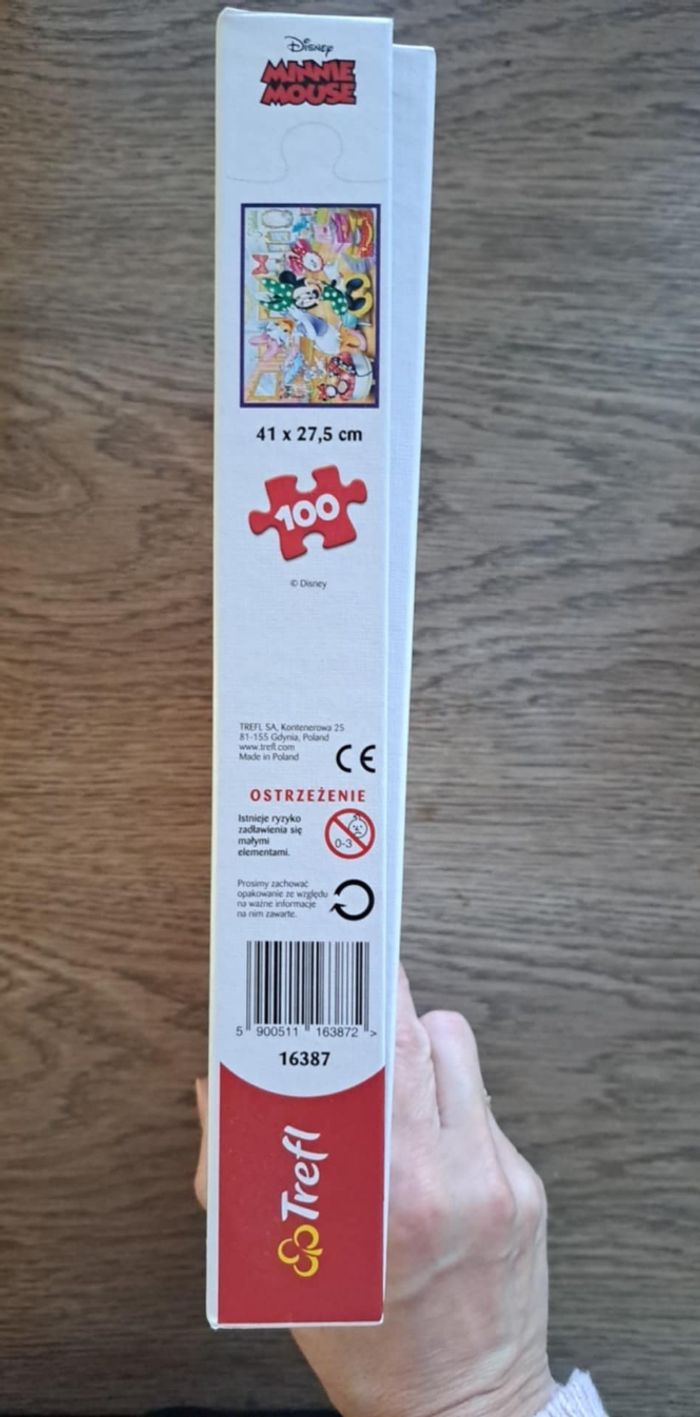 Disney
MINNIE
MOUSE
41 x 27,5 cm
100
© Disney
TREFL SA, Kontenerowa 25
81-155 Gdynia, Poland
www.trefl.com
Made in Poland
CE
OSTRZEŻENIE
Istnieje ryzyko
zadławienia się
małymi
elementami.
0-3
Prosimy zachować
opakowanie ze względu
na ważne informacje
na nim zawarte.
5 900511 163872 >
16387
Trefl